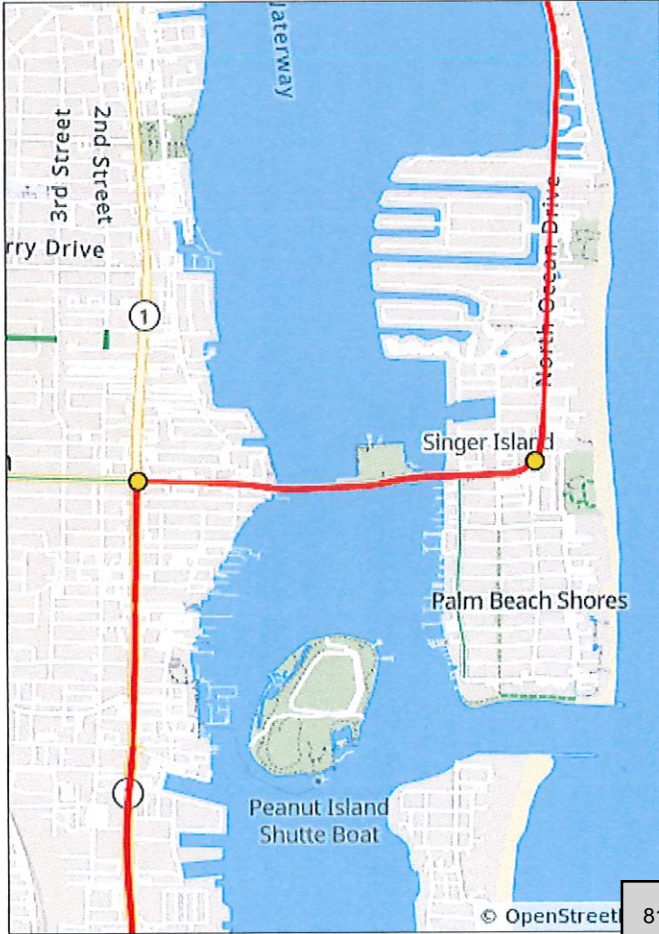 Waterway
2nd Street
3rd Street
rry Drive
1
North Ocean Drive
Singer Island
Palm Beach Shores
Peanut Island
Shutte Boat
© OpenStreet
81